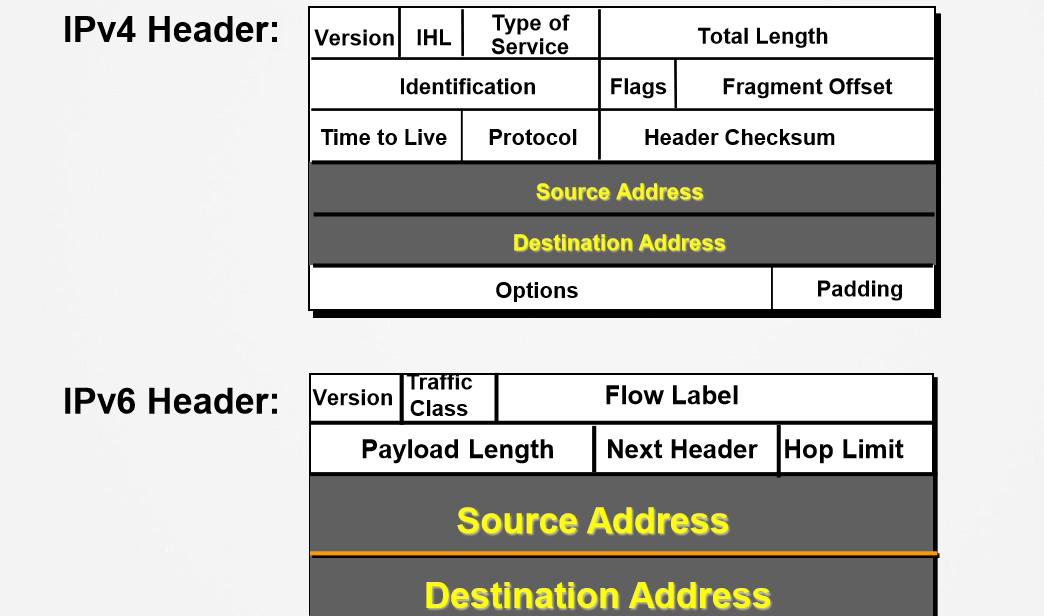 IPv4 Header:
Version IHL Type of Service Total Length
Identification Flags Fragment Offset
Time to Live Protocol Header Checksum
Source Address
Destination Address
Options Padding
IPv6 Header:
Version Traffic Class Flow Label
Payload Length Next Header Hop Limit
Source Address
Destination Address